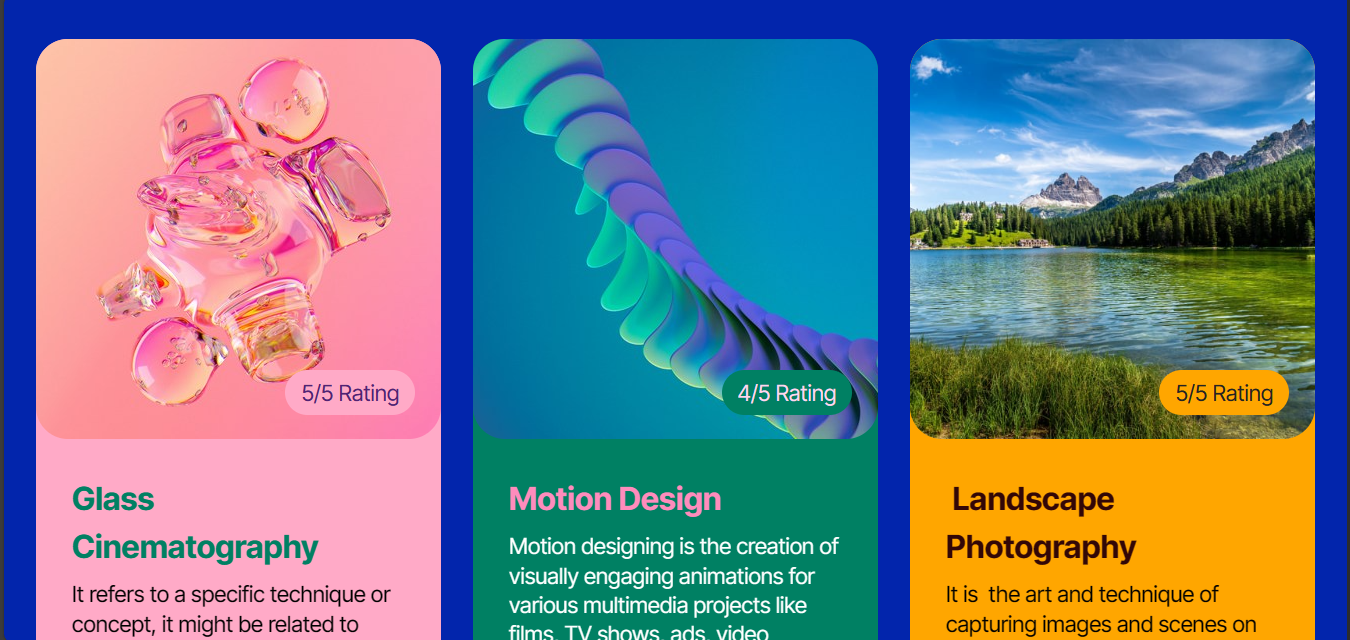 5/5 Rating
4/5 Rating
5/5 Rating
Glass
Cinematography
It refers to a specific technique or
concept, it might be related to
Motion Design
Motion designing is the creation of
visually engaging animations for
various multimedia projects like
films, TV shows, ads, video
Landscape
Photography
It is  the art and technique of
capturing images and scenes on